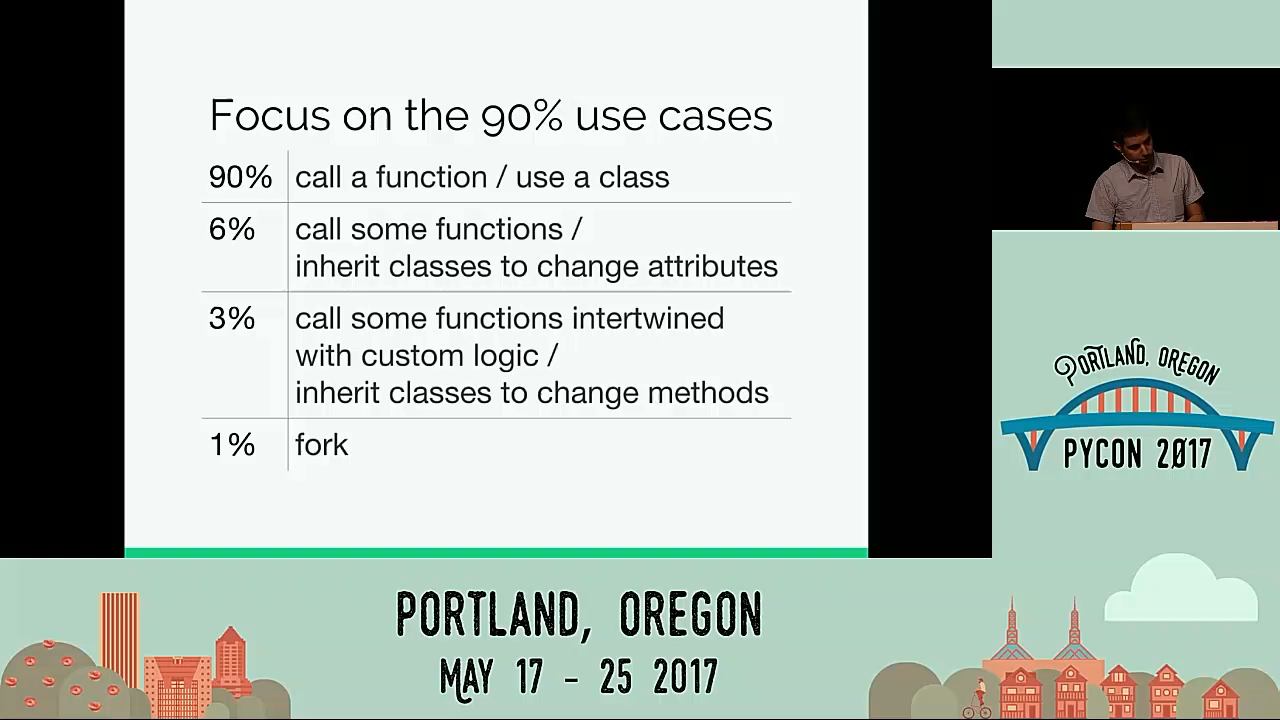 Focus on the 90% use cases
90% call a function / use a class
6% call some functions /
inherit classes to change attributes
3% call some functions intertwined
with custom logic /
inherit classes to change methods
1% fork
PORTLAND, OREGON
PYCON 2017
PORTLAND, OREGON
MAY 17 - 25 2017